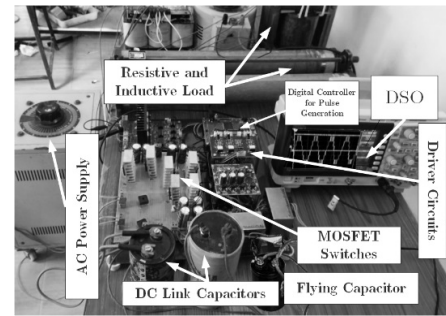 Resistive and
Inductive Load
Digital Controller
for Pulse
Generation
DSO
AC Power Supply
Driver Circuits
MOSFET
Switches
DC Link Capacitors
Flying Capacitor